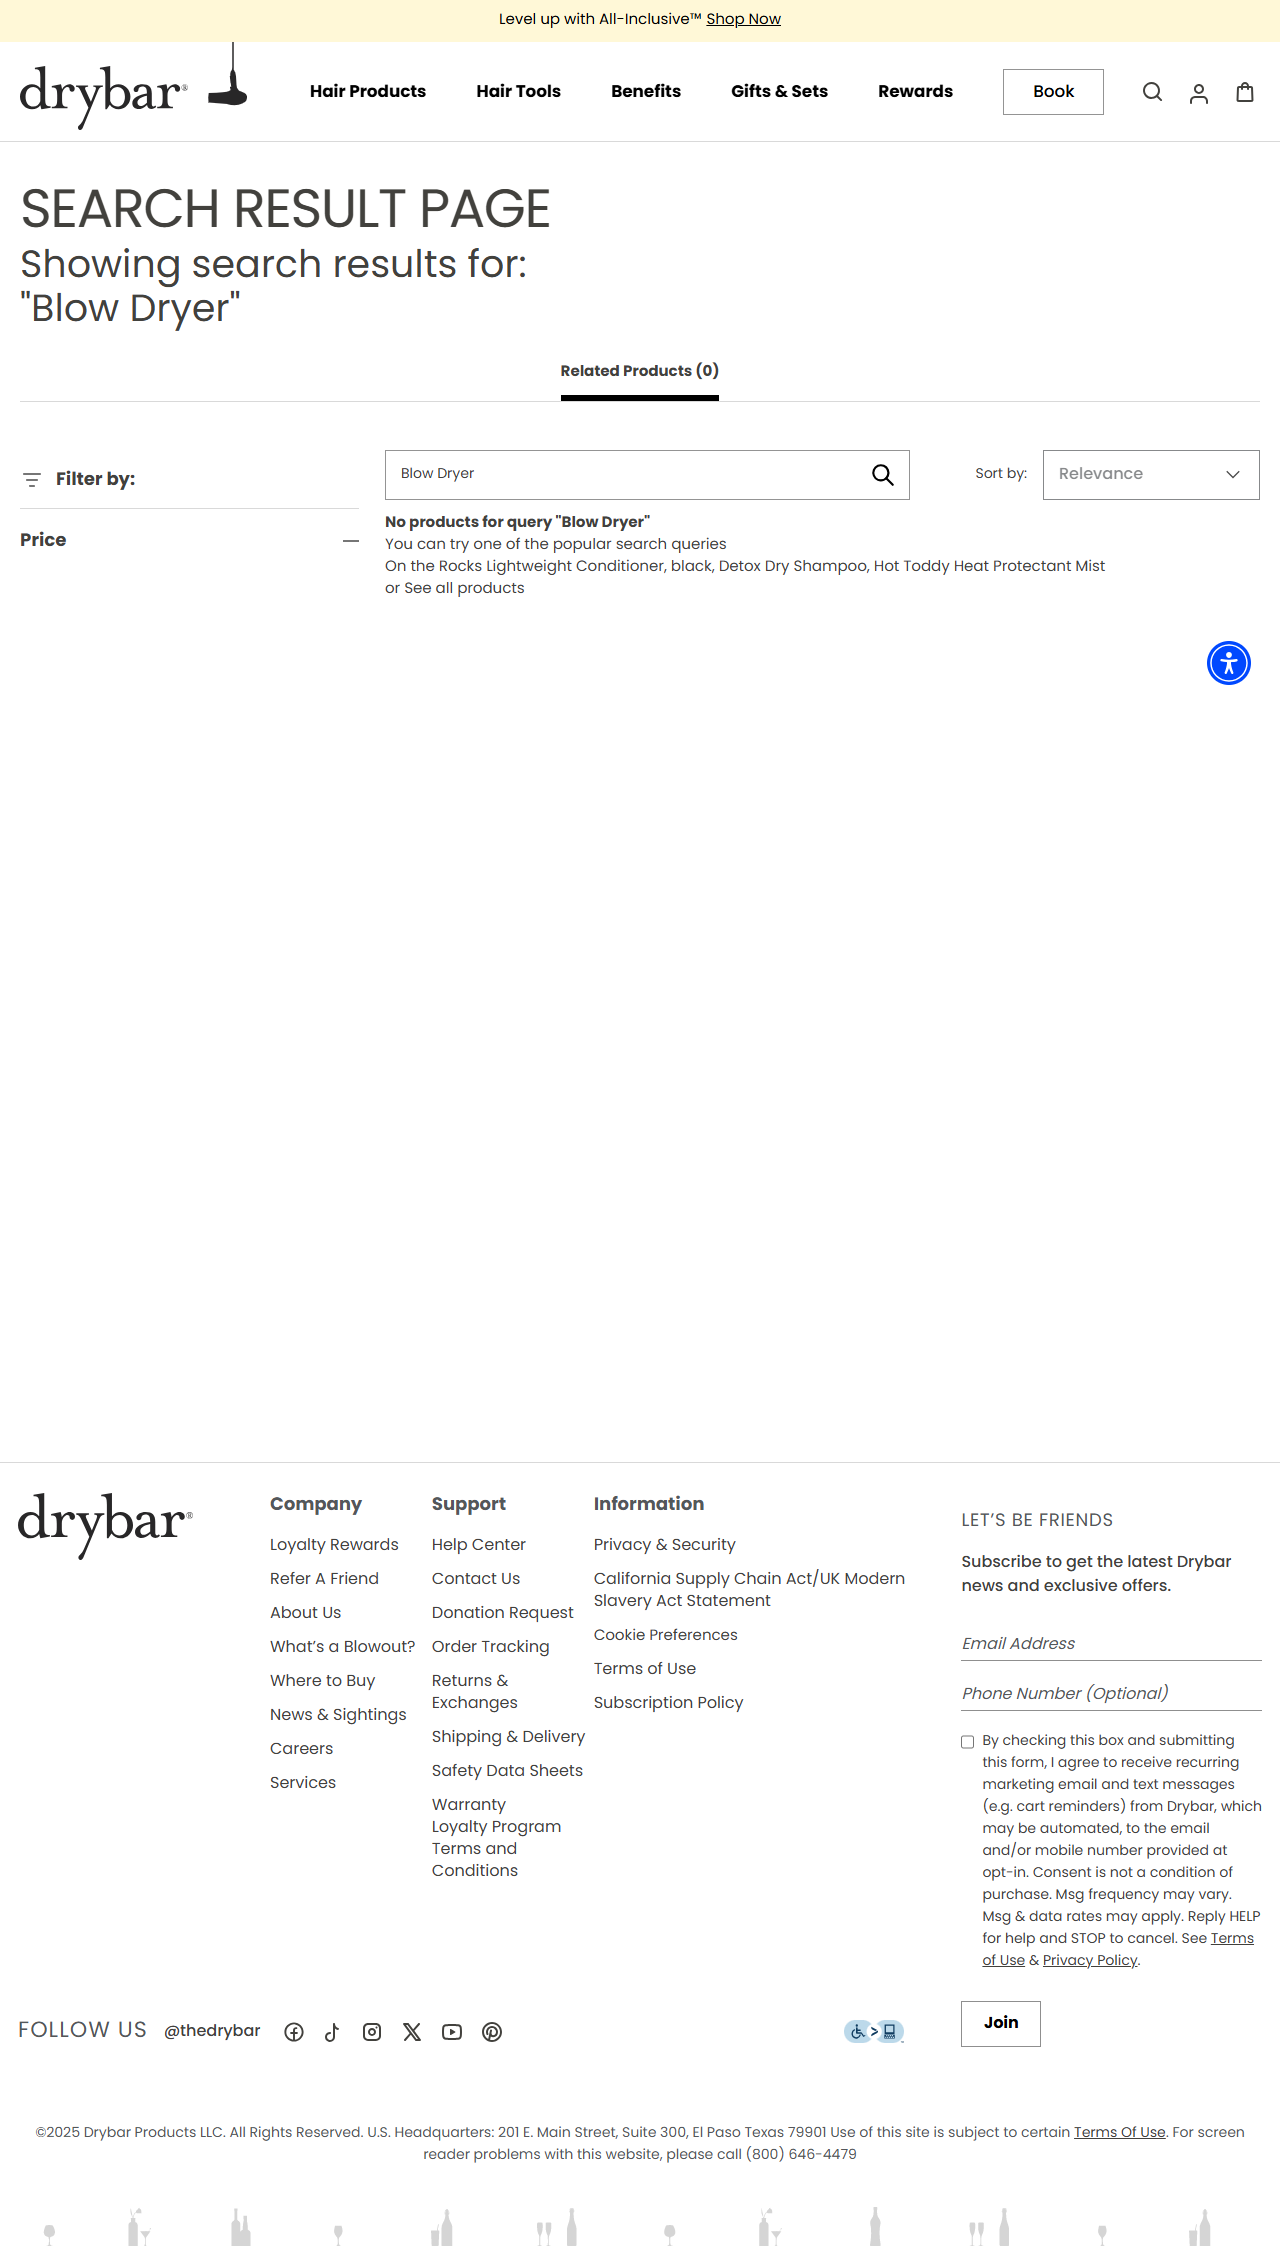 Level up with All-Inclusive™ Shop Now
drybar®
Hair Products
Hair Tools
Benefits
Gifts & Sets
Rewards
Book
SEARCH RESULT PAGE
Showing search results for:
"Blow Dryer"
Related Products (0)
Filter by:
Price
Blow Dryer
Sort by:
Relevance
No products for query "Blow Dryer"
You can try one of the popular search queries
On the Rocks Lightweight Conditioner, black, Detox Dry Shampoo, Hot Toddy Heat Protectant Mist
or See all products
drybar®
Company
Loyalty Rewards
Refer A Friend
About Us
What’s a Blowout?
Where to Buy
News & Sightings
Careers
Services
Support
Help Center
Contact Us
Donation Request
Order Tracking
Returns &
Exchanges
Shipping & Delivery
Safety Data Sheets
Warranty
Loyalty Program
Terms and
Conditions
Information
Privacy & Security
California Supply Chain Act/UK Modern
Slavery Act Statement
Cookie Preferences
Terms of Use
Subscription Policy
LET’S BE FRIENDS
Subscribe to get the latest Drybar
news and exclusive offers.
Email Address
Phone Number (Optional)
By checking this box and submitting
this form, I agree to receive recurring
marketing email and text messages
(e.g. cart reminders) from Drybar, which
may be automated, to the email
and/or mobile number provided at
opt-in. Consent is not a condition of
purchase. Msg frequency may vary.
Msg & data rates may apply. Reply HELP
for help and STOP to cancel. See Terms
of Use & Privacy Policy.
Join
FOLLOW US @thedrybar
©2025 Drybar Products LLC. All Rights Reserved. U.S. Headquarters: 201 E. Main Street, Suite 300, El Paso Texas 79901 Use of this site is subject to certain Terms Of Use. For screen
reader problems with this website, please call (800) 646-4479